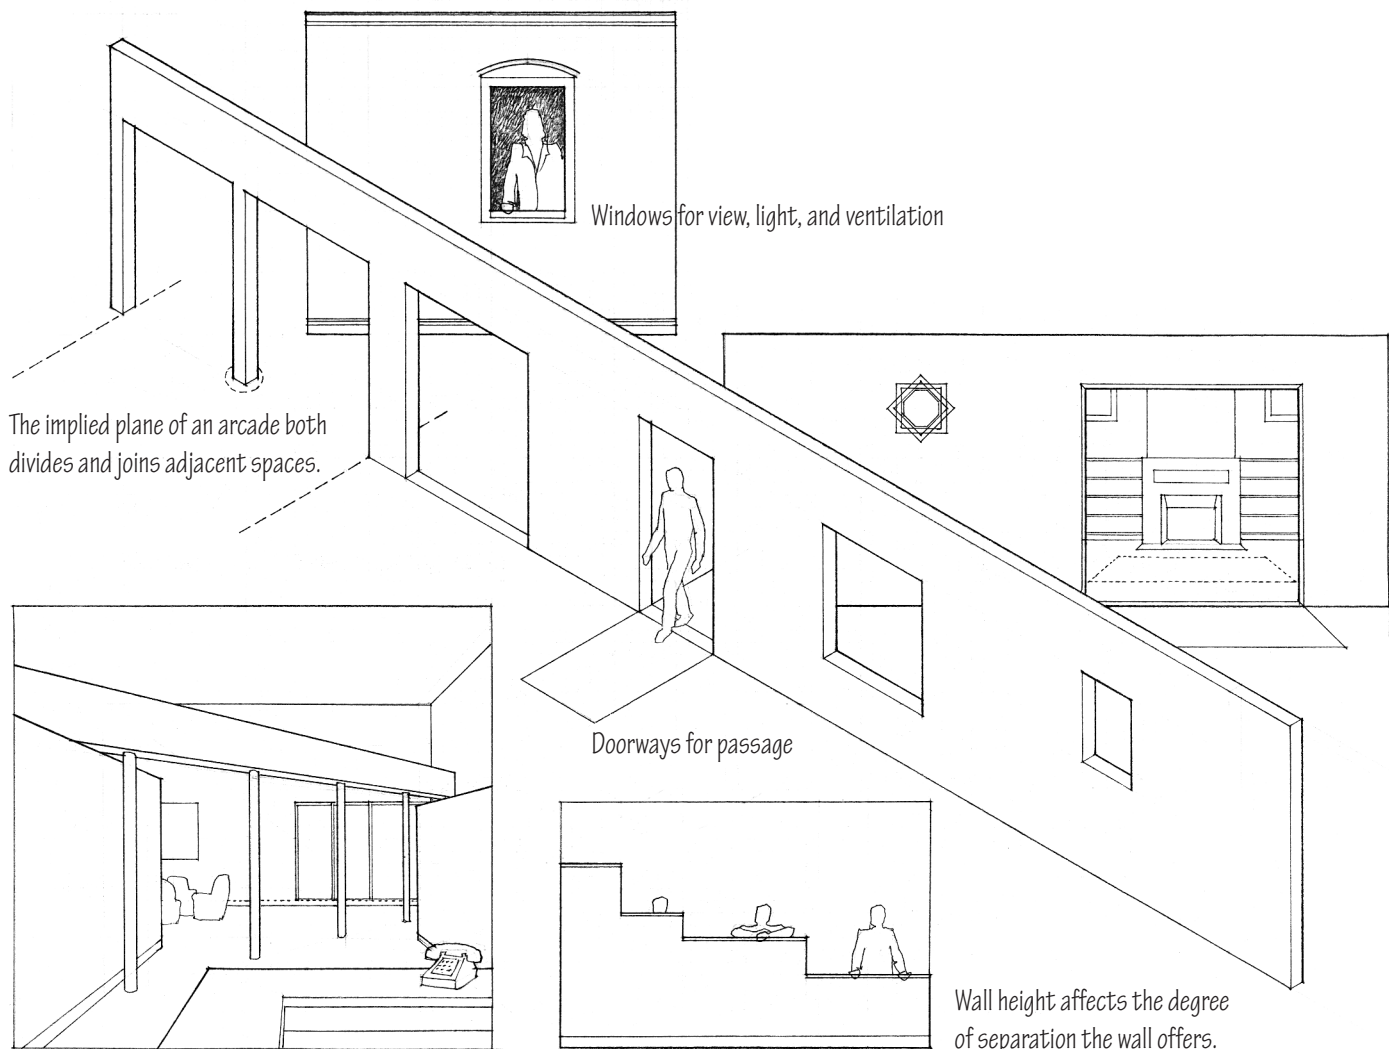 Windows for view, light, and ventilation
The implied plane of an arcade both
divides and joins adjacent spaces.
Doorways for passage
Wall height affects the degree
of separation the wall offers.